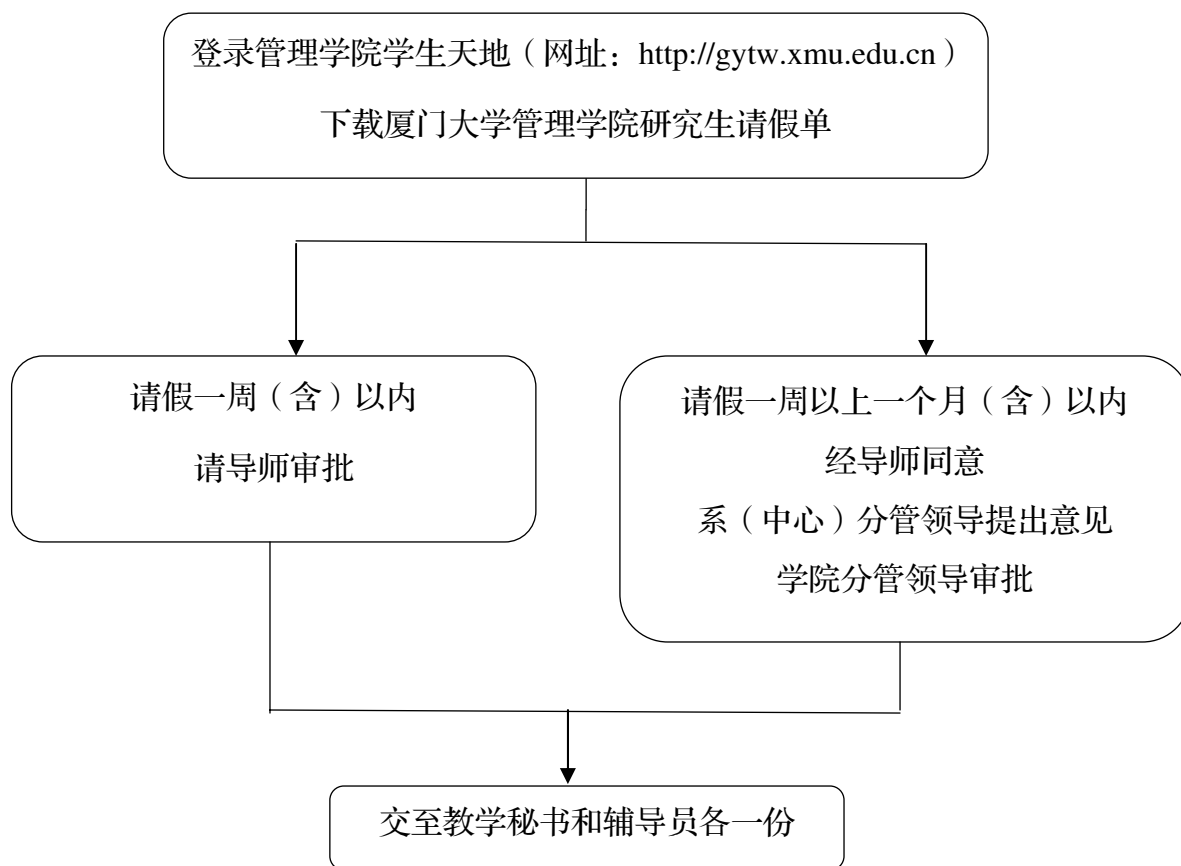 登录管理学院学生天地（网址：http://gytw.xmu.edu.cn）
下载厦门大学管理学院研究生请假单
请假一周（含）以内
请导师审批
请假一周以上一个月（含）以内
经导师同意
系（中心）分管领导提出意见
学院分管领导审批
交至教学秘书和辅导员各一份